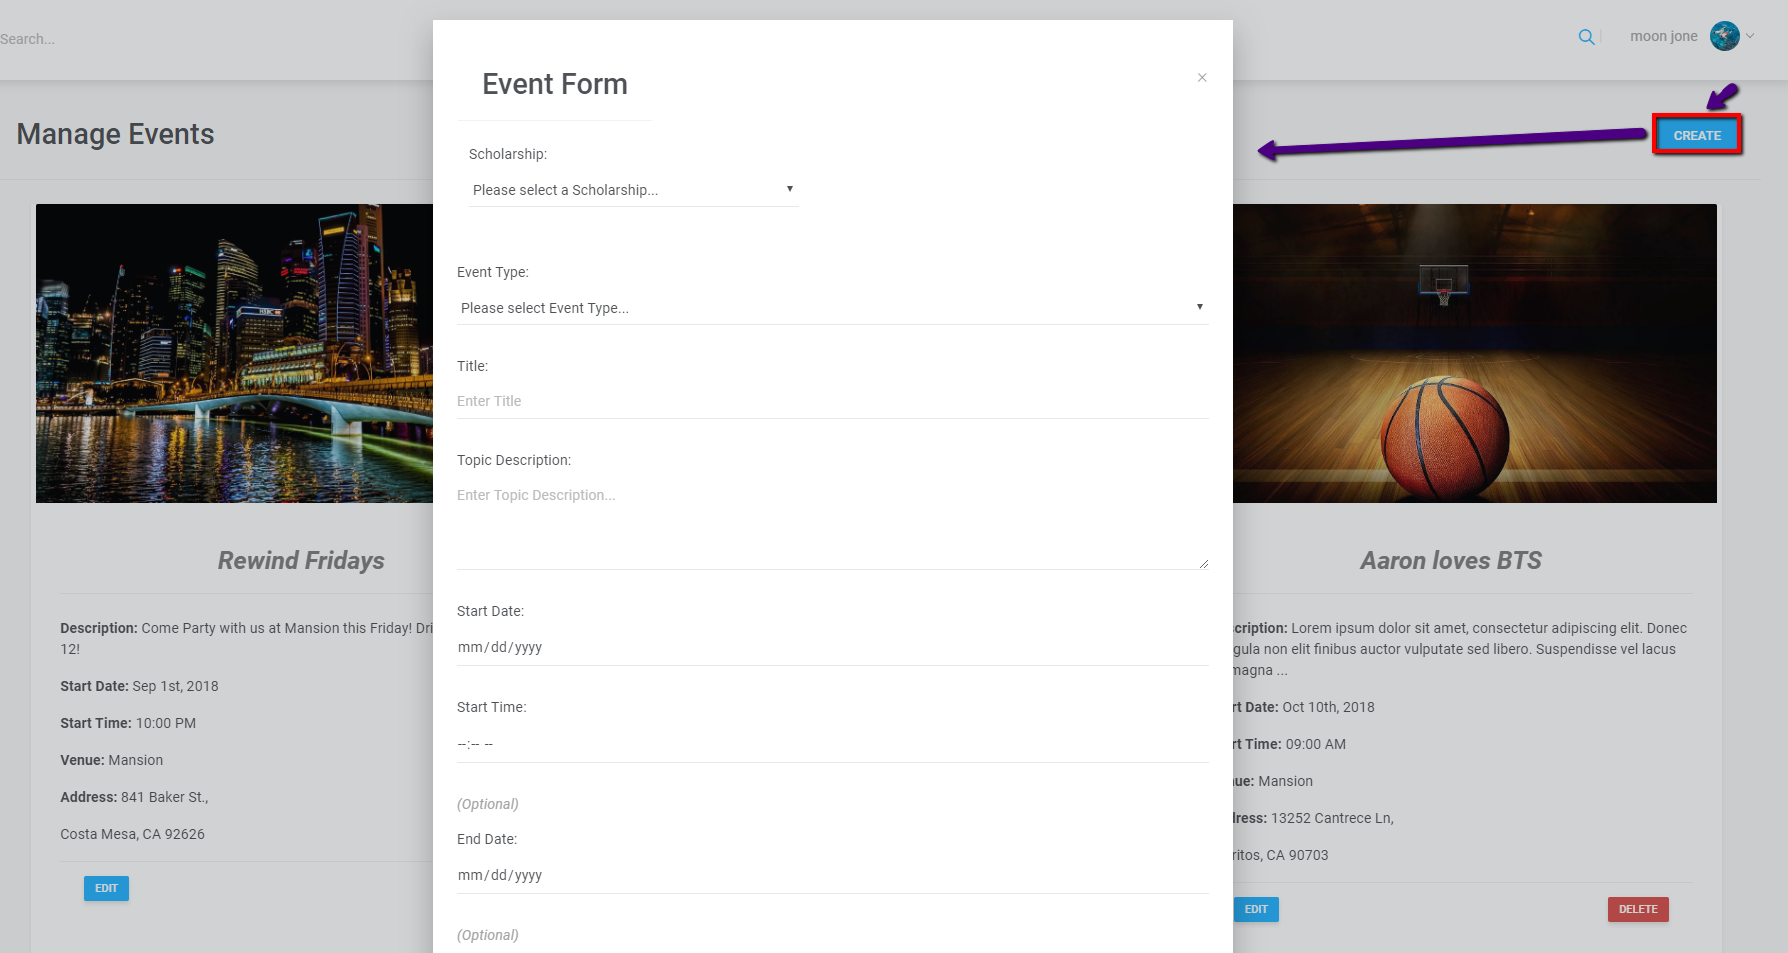 Search...
moon jone
Manage Events
CREATE
Event Form
×
Scholarship:
Please select a Scholarship...
Event Type:
Please select Event Type...
Title:
Enter Title
Topic Description:
Enter Topic Description...
Start Date:
mm/dd/yyyy
Start Time:
--:-- --
(Optional)
End Date:
mm/dd/yyyy
(Optional)
Rewind Fridays
Description: Come Party with us at Mansion this Friday!
12!
Start Date: Sep 1st, 2018
Start Time: 10:00 PM
Venue: Mansion
Address: 841 Baker St.,
Costa Mesa, CA 92626
EDIT
Aaron loves BTS
cription: Lorem ipsum dolor sit amet, consectetur adipiscing elit. Donec
gula non elit finibus auctor vulputate sed libero. Suspendisse vel lacus
magna ...
rt Date: Oct 10th, 2018
rt Time: 09:00 AM
ue: Mansion
ress: 13252 Cantrece Ln,
ritos, CA 90703
EDIT
DELETE